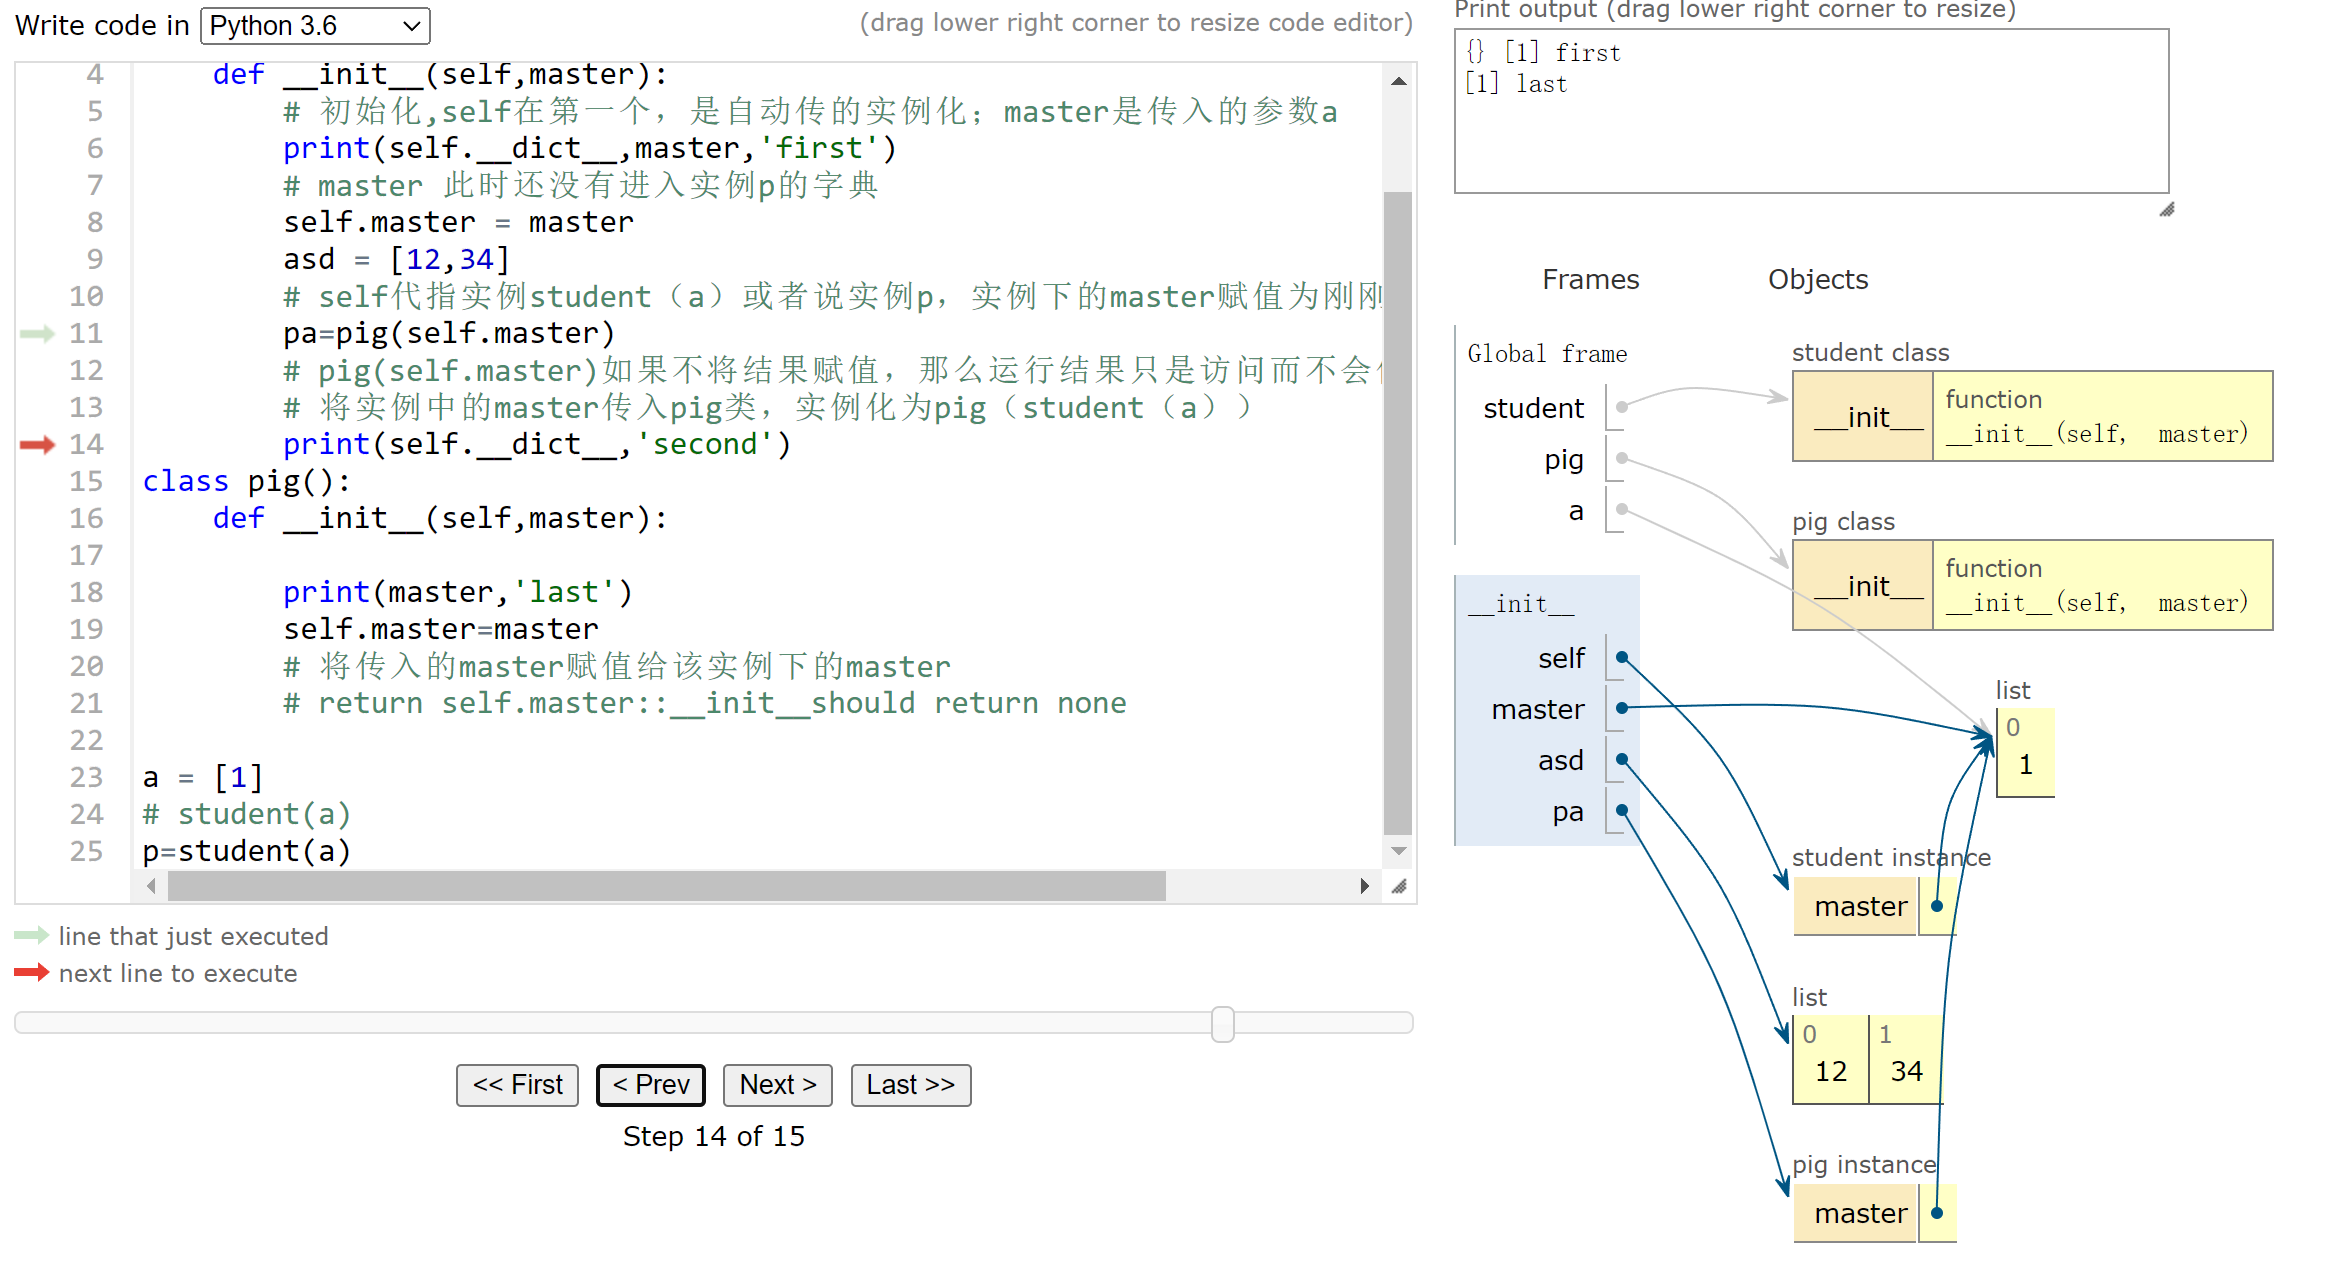 Write code in Python 3.6
(drag lower right corner to resize code editor)
4 def __init__(self,master):
5 # 初始化,self在第一个，是自动传的实例化；master是传入的参数a
6 print(self.__dict__,master,'first')
7 # master 此时还没有进入实例p的字典
8 self.master = master
9 asd = [12,34]
10 # self代指实例student（a）或者说实例p，实例下的master赋值为刚刚
11 pa=pig(self.master)
12 # pig(self.master)如果不将结果赋值，那么运行结果只是访问而不会
13 # 将实例中的master传入pig类，实例化为pig（student（a））
14 print(self.__dict__,'second')
15 class pig():
16 def __init__(self,master):
17
18 print(master,'last')
19 self.master=master
20 # 将传入的master赋值给该实例下的master
21 # return self.master::__init__should return none
22
23 a = [1]
24 # student(a)
25 p=student(a)
line that just executed
next line to execute
<< First
< Prev
Next >
Last >>
Step 14 of 15
Print output (drag lower right corner to resize)
{} [1] first
[1] last
Frames
Objects
Global frame
student
pig
a
__init__
self
master
asd
pa
student class
__init__
function
__init__(self, master)
pig class
__init__
function
__init__(self, master)
list
0
1
student instance
master
list
0 1
12 34
pig instance
master